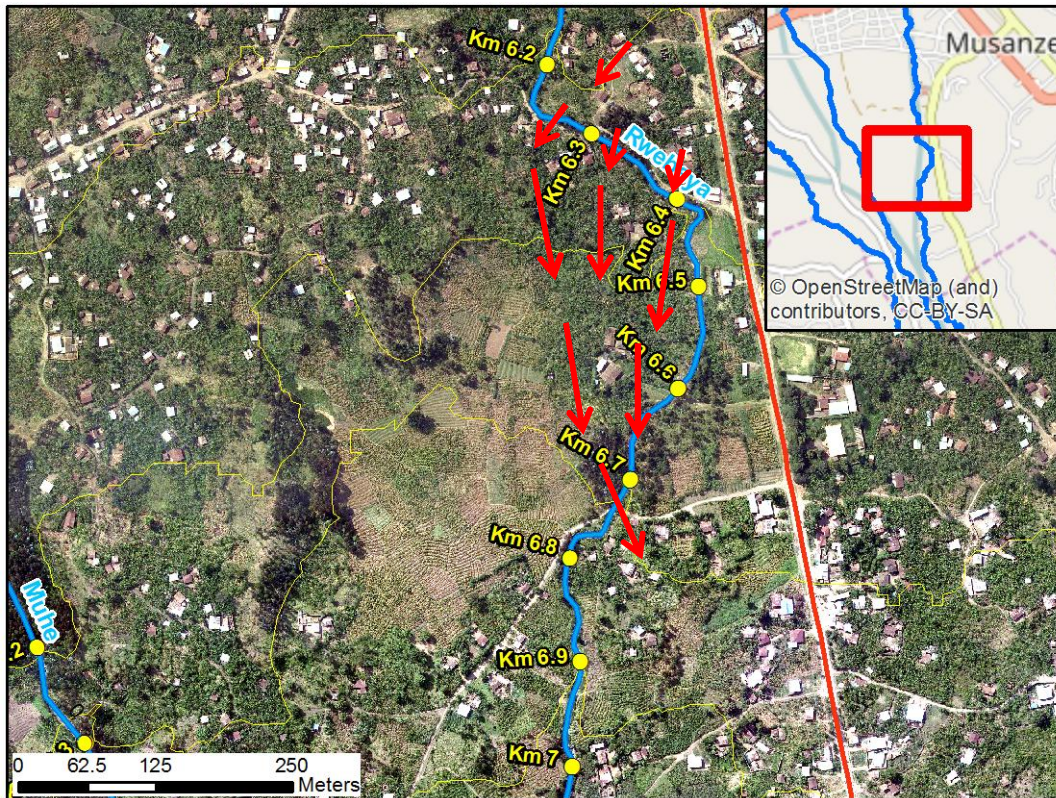 Km 6.2
Km 6.3
Rwebeya
Km 6.4
Km 6.5
Km 6.6
Km 6.7
Km 6.8
Km 6.9
Km 7
Muhe
.2
3
0 62.5 125 250
Meters
Musanze
© OpenStreetMap (and)
contributors, CC-BY-SA